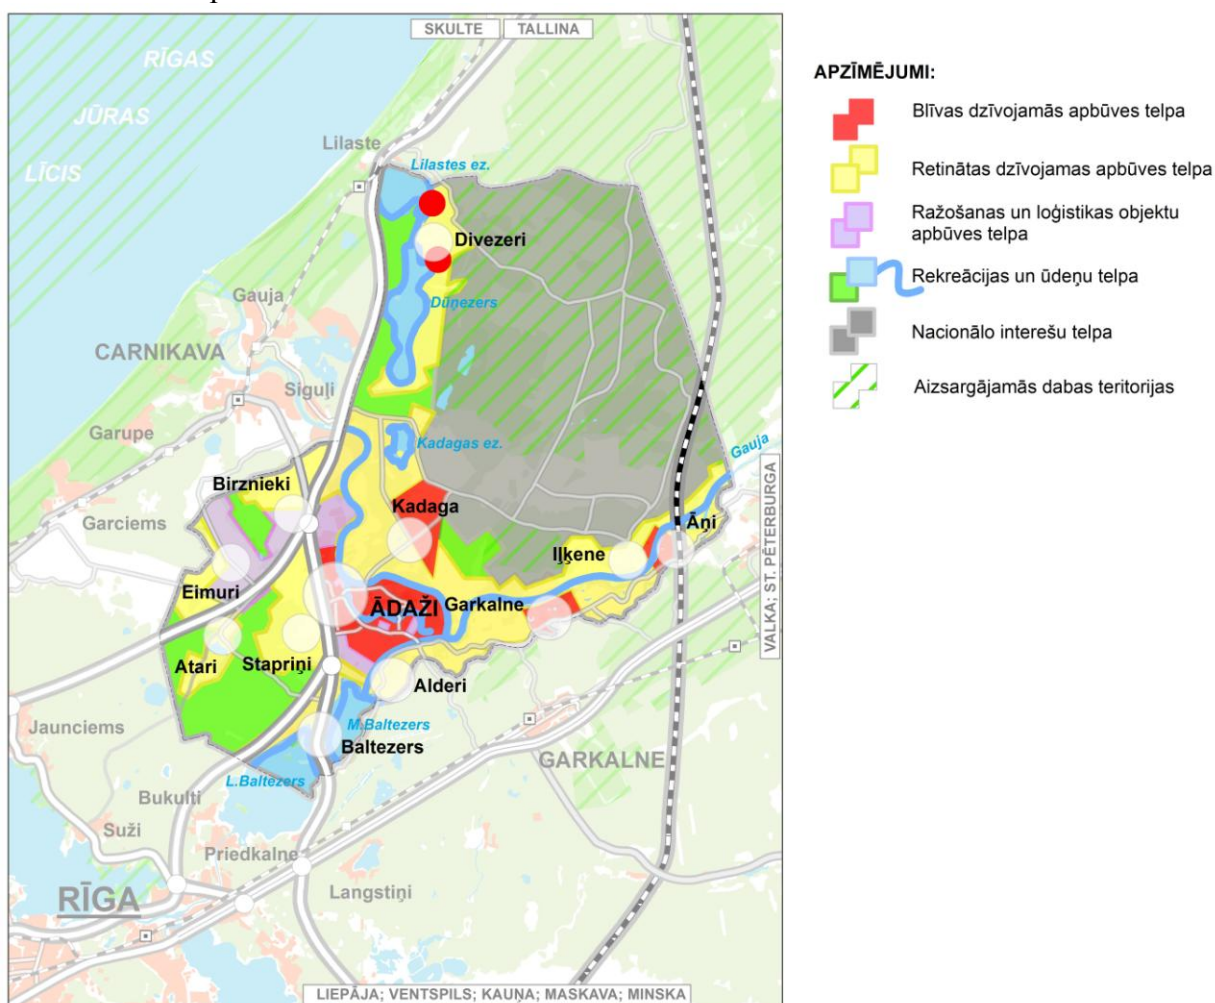 SKULTE
TALLINA
RĪGAS
JŪRAS
LĪCIS
Lilaste
Lilastes ez.
Divezeri
Dūņezers
Gauja
CARNIKAVA
Siguļi
Garupe
Kadagas ez.
Gauja
Birznieki
Garciems
Kadaga
Āņi
Iļķene
Eimuri
ĀDAŽI
Garkalne
VALKA; ST. PĒTERBURGA
Atari
Stapriņi
Alderi
Jaunciems
M.Baltezers
Baltezers
GARKALNE
L.Baltezers
Bukulti
Suži
Priedkalne
RĪGA
Langstiņi
LIEPĀJA; VENTSPILS; KAUŅA; MASKAVA; MINSKA
APZĪMĒJUMI:
Blīvas dzīvojamās apbūves telpa
Retinātas dzīvojamas apbūves telpa
Ražošanas un loģistikas objektu
apbūves telpa
Rekreācijas un ūdeņu telpa
Nacionālo interešu telpa
Aizsargājamās dabas teritorijas